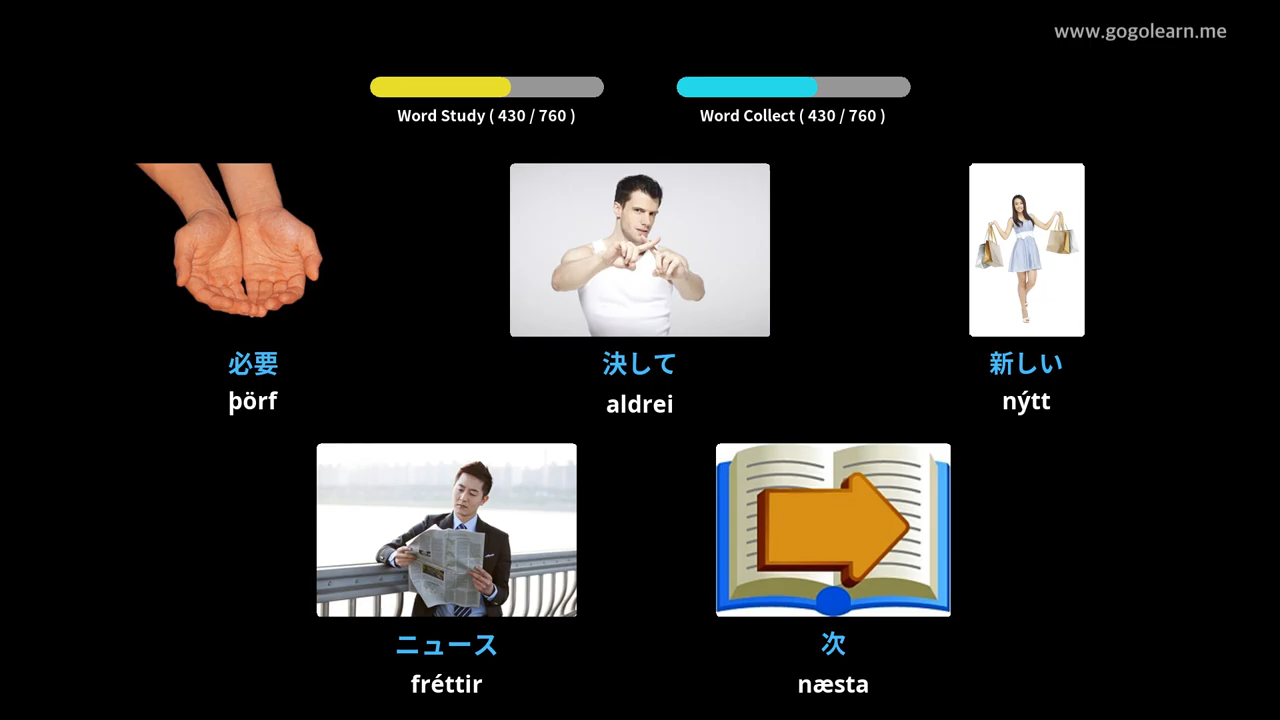 www.gogolearn.me
Word Study ( 430 / 760 )
Word Collect ( 430 / 760 )
必要
þörf
決して
aldrei
新しい
nýtt
ニュース
fréttir
次
næsta